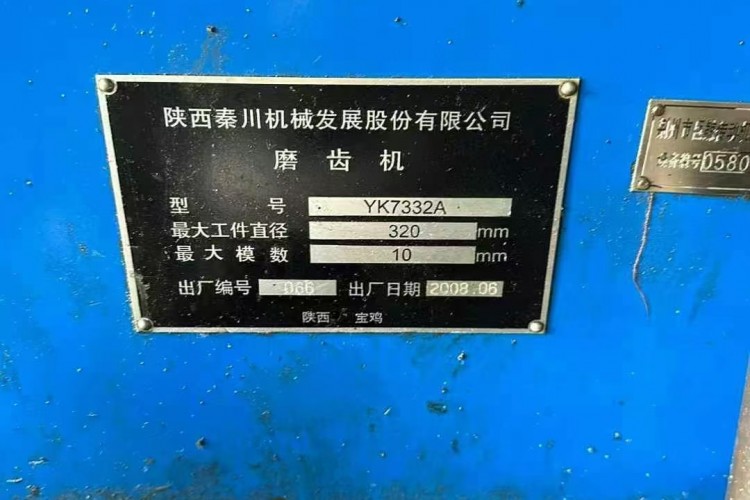 陕西秦川机械发展股份有限公司
磨齿机
型号 YK7332A
最大工件直径 320 mm
最大模数 10 mm
出厂编号 066 出厂日期 2008.06
陕西 宝鸡
0580